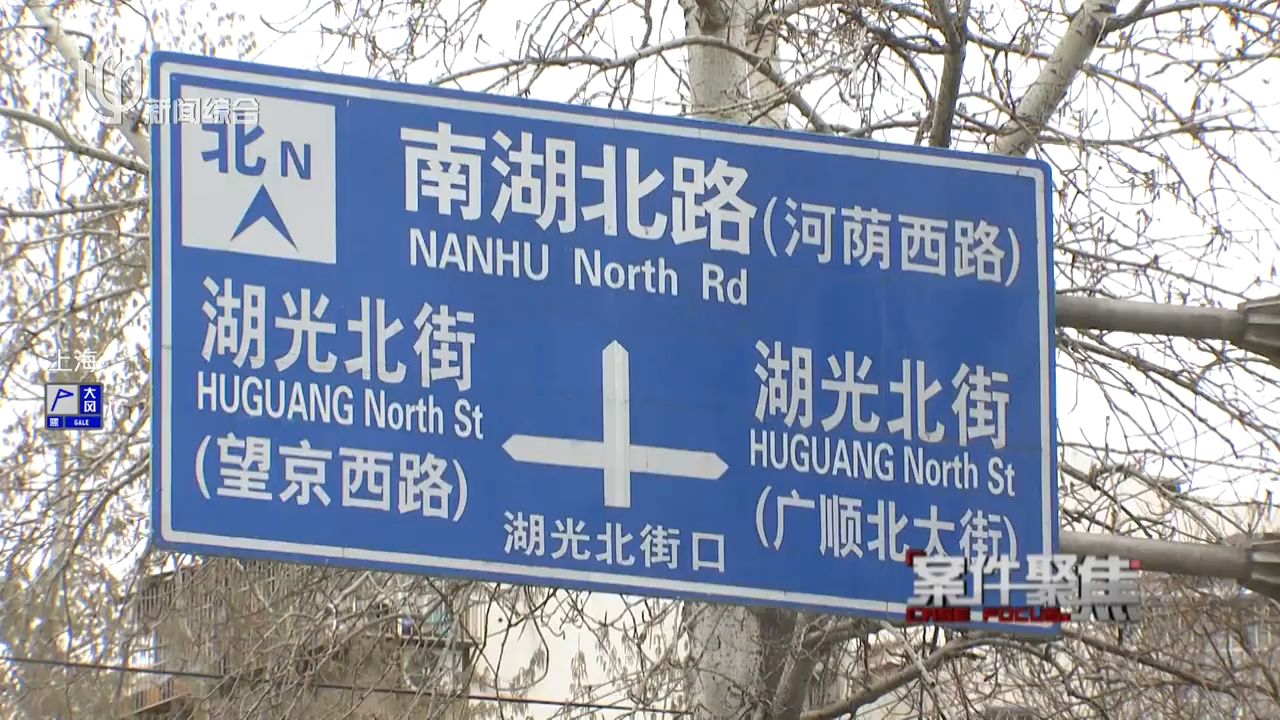 新闻综合
北 N
南湖北路(河荫西路)
NANHU North Rd
湖光北街
HUGUANG North St
(望京西路)
湖光北街
HUGUANG North St
(广顺北大街)
湖光北街口
上海
大风
GALE
案件聚焦
CASE FOCUS